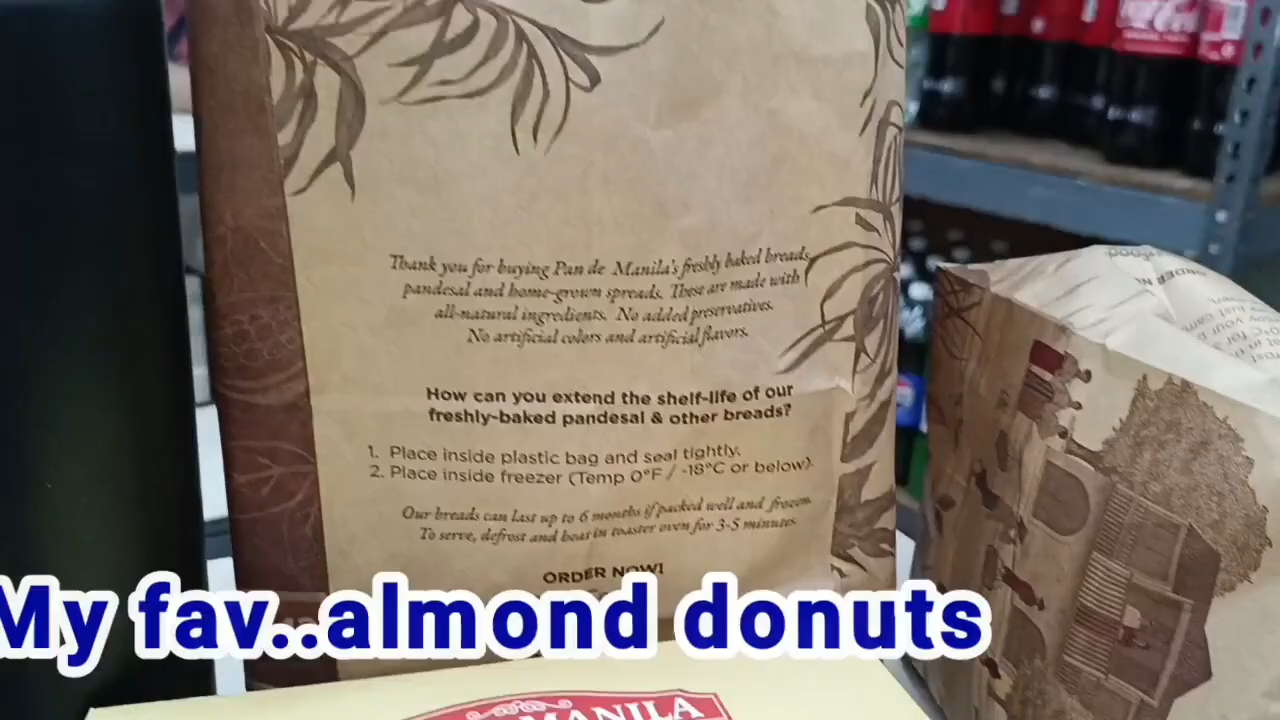 Thank you for buying Pan de Manila's freshly baked breads,
pandesal and home-grown spreads. These are made with
all-natural ingredients. No added preservatives.
No artificial colors and artificial flavors.
How can you extend the shelf-life of our
freshly-baked pandesal & other breads?
1. Place inside plastic bag and seal tightly.
2. Place inside freezer (Temp 0°F / -18°C or below).
Our breads can last up to 6 months if packed well and frozen.
To serve, defrost and heat in toaster oven for 3-5 minutes.
ORDER NOW!
My fav..almond donuts
MANILA